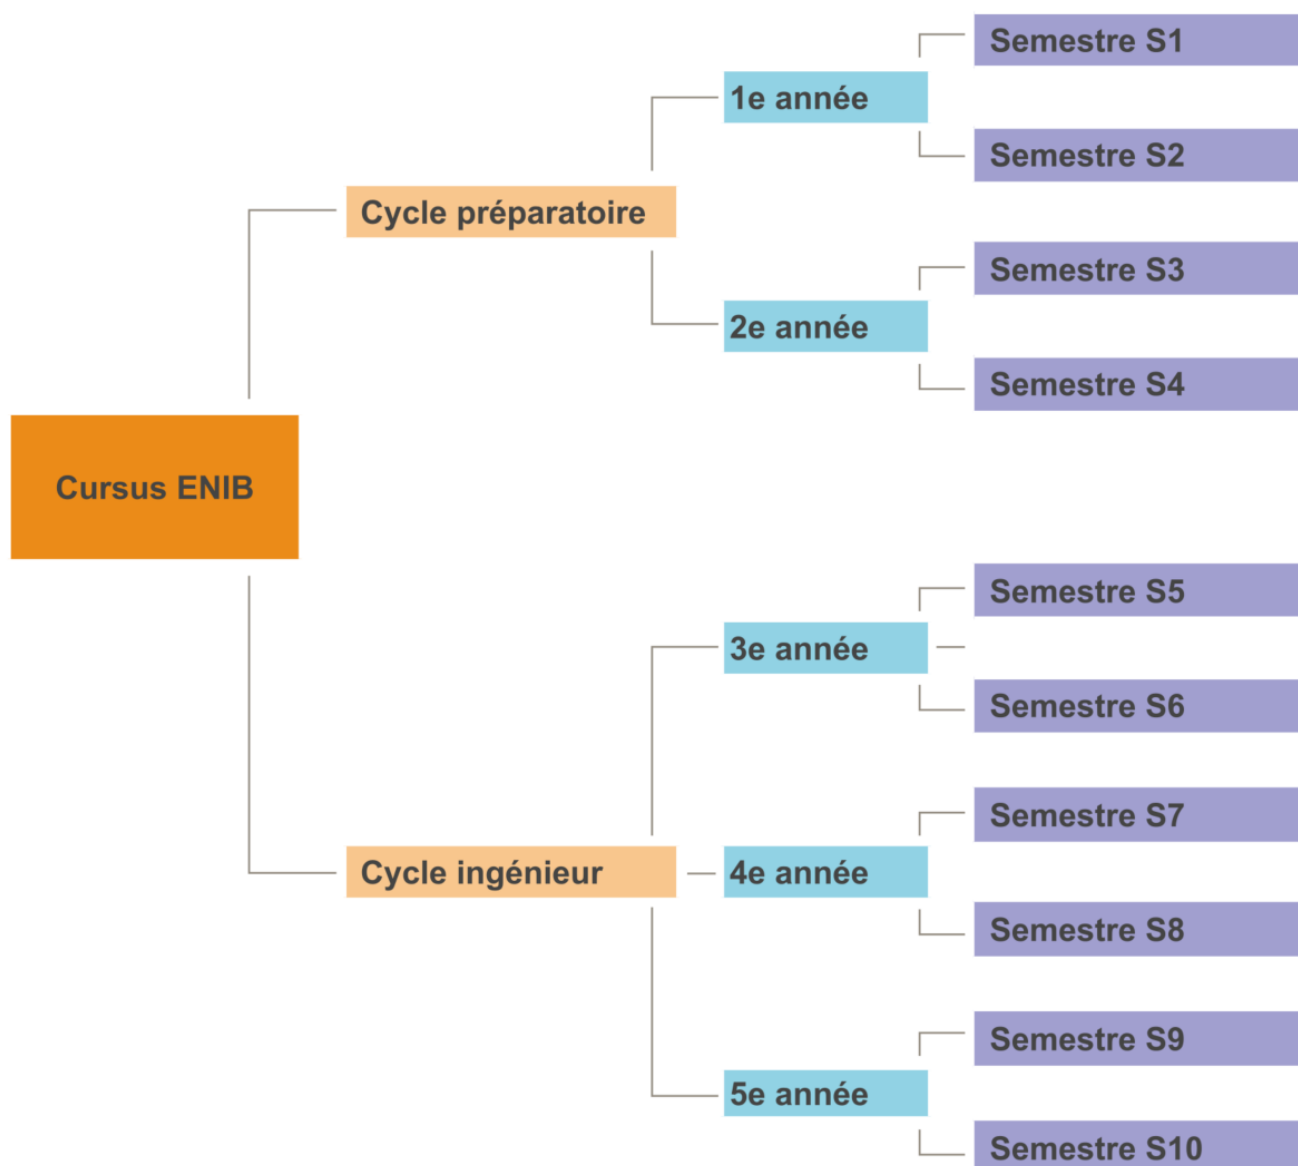 Cursus ENIB
Cycle préparatoire
1e année
Semestre S1
Semestre S2
2e année
Semestre S3
Semestre S4
Cycle ingénieur
3e année
Semestre S5
Semestre S6
4e année
Semestre S7
Semestre S8
5e année
Semestre S9
Semestre S10